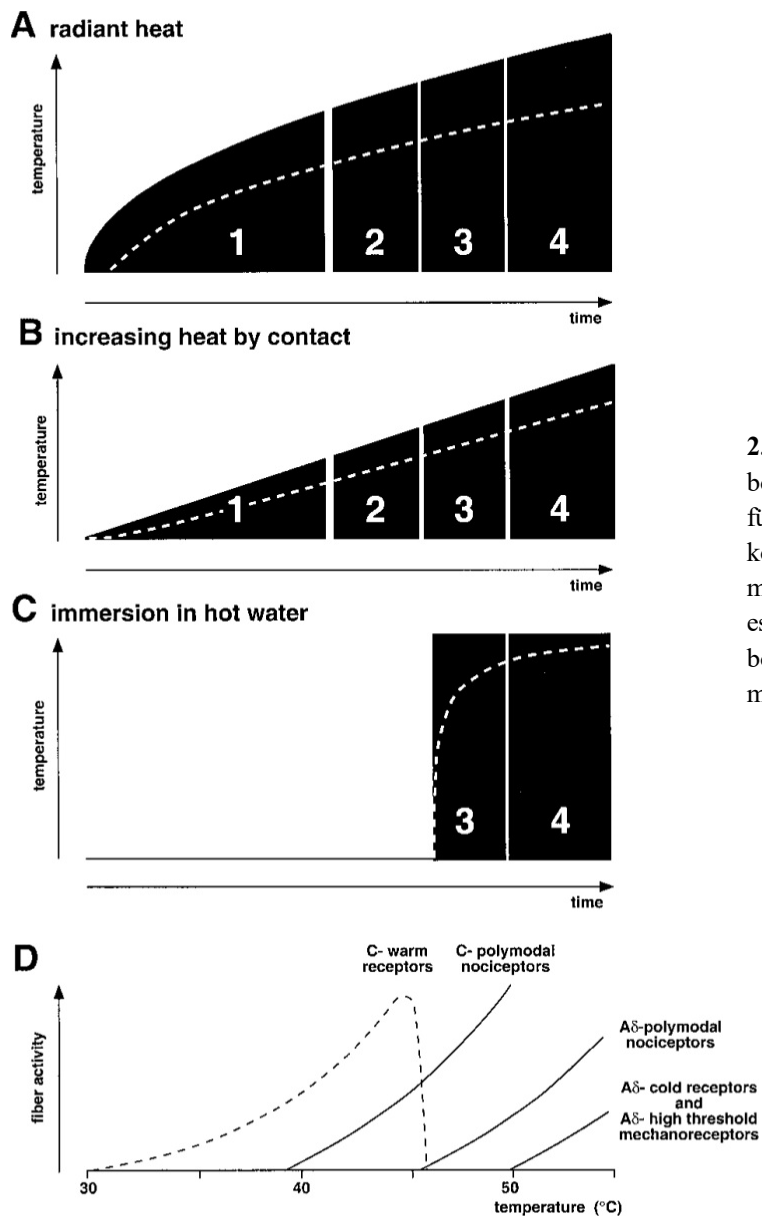 A radiant heat
temperature
1 2 3 4
time
B increasing heat by contact
temperature
1 2 3 4
time
C immersion in hot water
temperature
3 4
time
D
C- warm
receptors
C- polymodal
nociceptors
Aδ-polymodal
nociceptors
Aδ- cold receptors
and
Aδ- high threshold
mechanoreceptors
fiber activity
30 40 50
temperature (°C)
2.